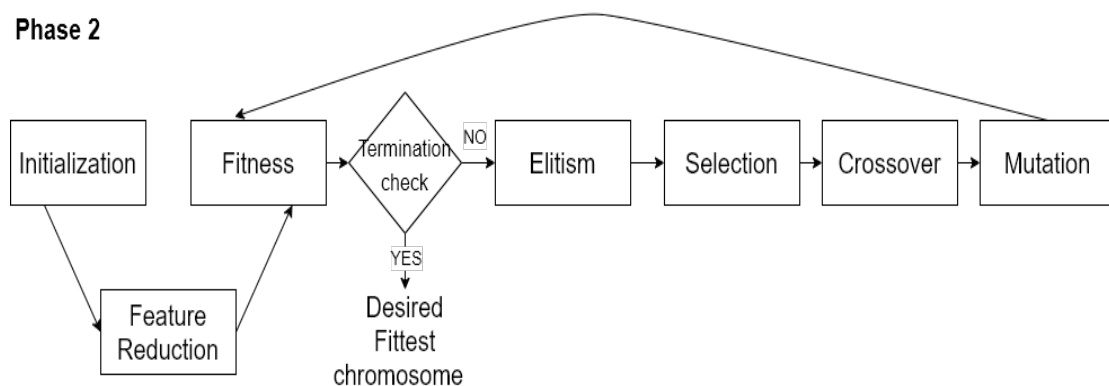 Phase 2
Initialization
Fitness
Termination
check
NO
Elitism
Selection
Crossover
Mutation
YES
Feature
Reduction
Desired
Fittest
chromosome